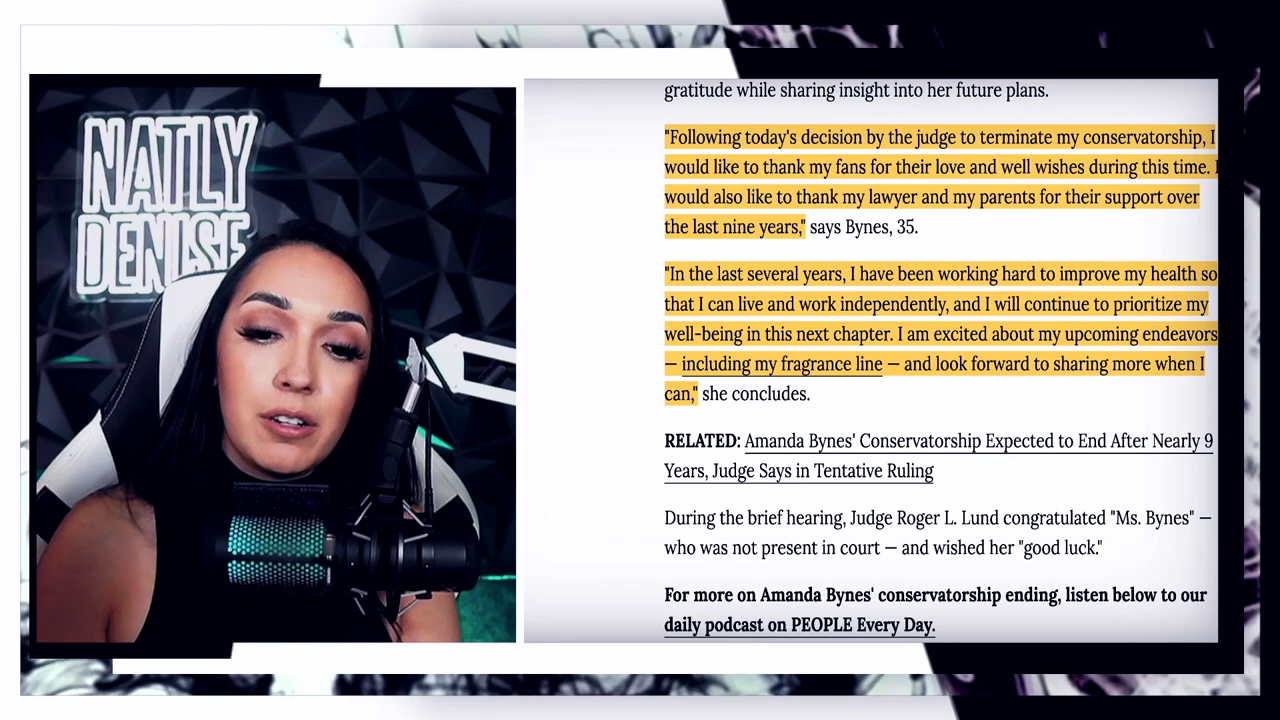 NATLY
DENISE
gratitude while sharing insight into her future plans.
"Following today's decision by the judge to terminate my conservatorship, I
would like to thank my fans for their love and well wishes during this time. I
would also like to thank my lawyer and my parents for their support over
the last nine years," says Bynes, 35.
"In the last several years, I have been working hard to improve my health so
that I can live and work independently, and I will continue to prioritize my
well-being in this next chapter. I am excited about my upcoming endeavors
— including my fragrance line — and look forward to sharing more when I
can," she concludes.
RELATED: Amanda Bynes' Conservatorship Expected to End After Nearly 9
Years, Judge Says in Tentative Ruling
During the brief hearing, Judge Roger L. Lund congratulated "Ms. Bynes" —
who was not present in court — and wished her "good luck."
For more on Amanda Bynes' conservatorship ending, listen below to our
daily podcast on PEOPLE Every Day.